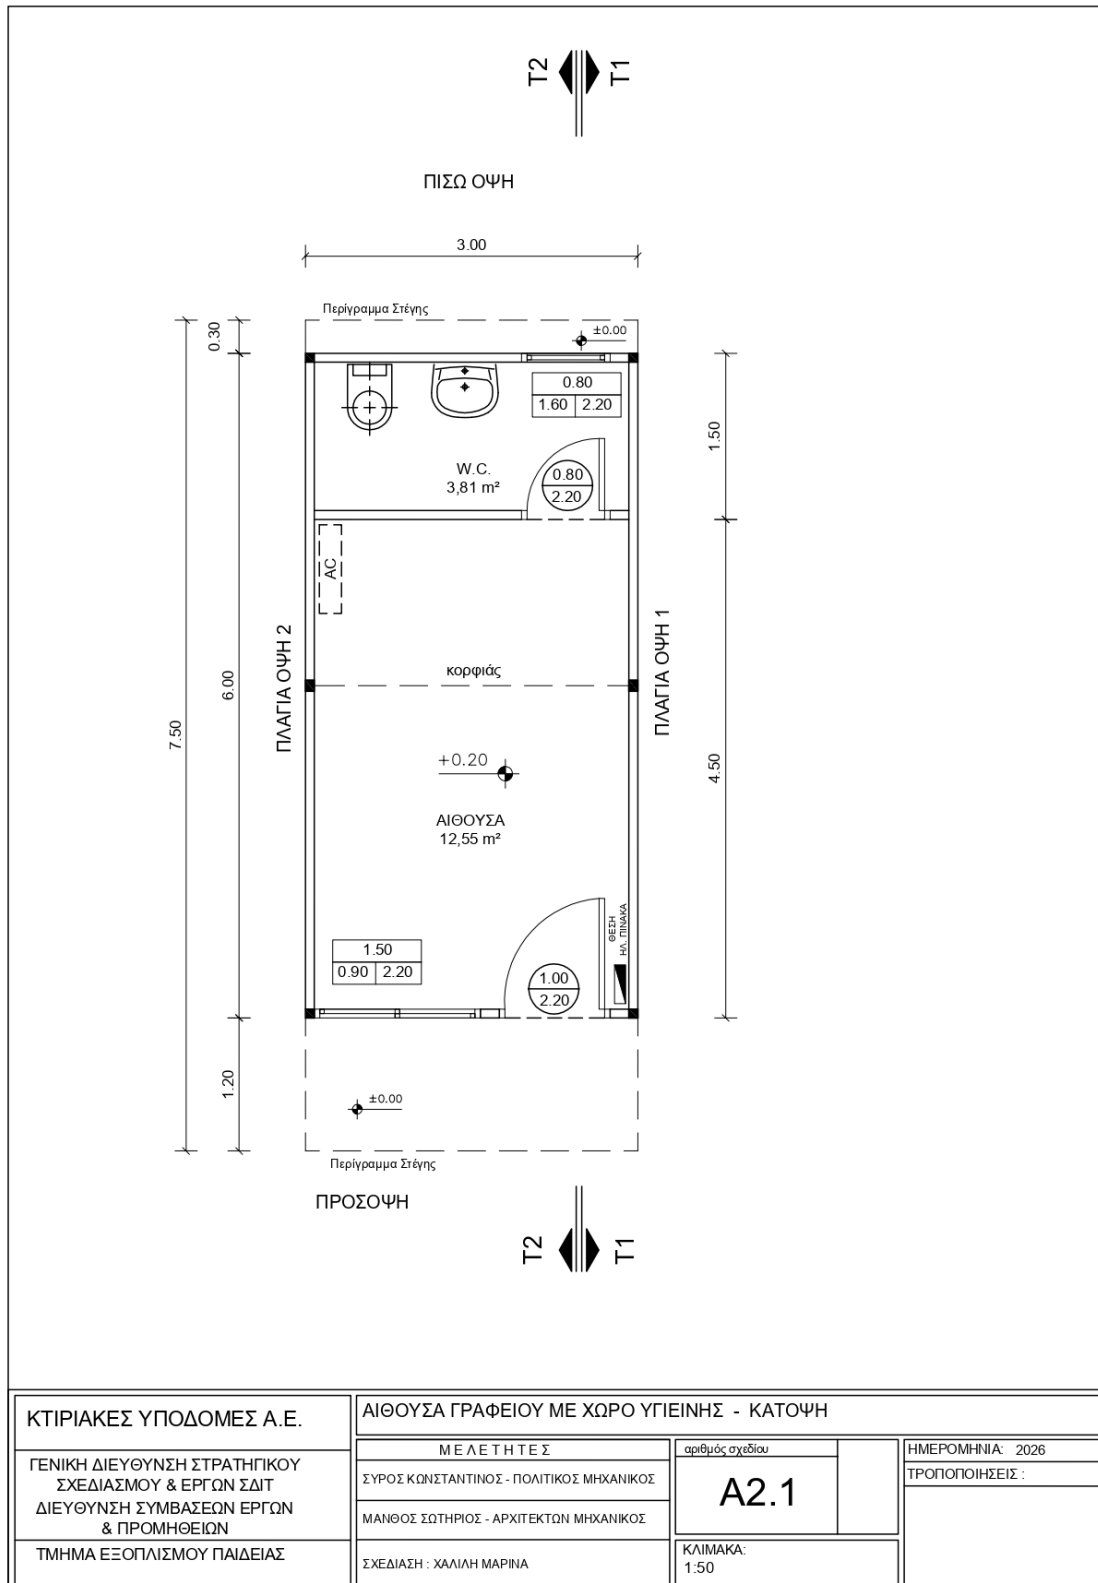 T2 T1
ΠΙΣΩ ΟΨΗ
3.00
Περίγραμμα Στέγης
±0.00
0.30
0.80
1.60 2.20
1.50
W.C.
3,81 m²
0.80
2.20
AC
ΠΛΑΓΙΑ ΟΨΗ 2
ΠΛΑΓΙΑ ΟΨΗ 1
κορφιάς
6.00
7.50
+0.20
4.50
ΑΙΘΟΥΣΑ
12,55 m²
ΘΕΣΗ
ΗΛ. ΠΙΝΑΚΑ
1.50
0.90 2.20
1.00
2.20
1.20
±0.00
Περίγραμμα Στέγης
ΠΡΟΣΟΨΗ
T2 T1
ΚΤΙΡΙΑΚΕΣ ΥΠΟΔΟΜΕΣ Α.Ε.
ΓΕΝΙΚΗ ΔΙΕΥΘΥΝΣΗ ΣΤΡΑΤΗΓΙΚΟΥ
ΣΧΕΔΙΑΣΜΟΥ & ΕΡΓΩΝ ΣΔΙΤ
ΔΙΕΥΘΥΝΣΗ ΣΥΜΒΑΣΕΩΝ ΕΡΓΩΝ
& ΠΡΟΜΗΘΕΙΩΝ
ΤΜΗΜΑ ΕΞΟΠΛΙΣΜΟΥ ΠΑΙΔΕΙΑΣ
ΑΙΘΟΥΣΑ ΓΡΑΦΕΙΟΥ ΜΕ ΧΩΡΟ ΥΓΙΕΙΝΗΣ - ΚΑΤΟΨΗ
ΜΕΛΕΤΗΤΕΣ
ΣΥΡΟΣ ΚΩΝΣΤΑΝΤΙΝΟΣ - ΠΟΛΙΤΙΚΟΣ ΜΗΧΑΝΙΚΟΣ
ΜΑΝΘΟΣ ΣΩΤΗΡΙΟΣ - ΑΡΧΙΤΕΚΤΩΝ ΜΗΧΑΝΙΚΟΣ
ΣΧΕΔΙΑΣΗ : ΧΑΛΙΛΗ ΜΑΡΙΝΑ
αριθμός σχεδίου
A2.1
ΚΛΙΜΑΚΑ:
1:50
ΗΜΕΡΟΜΗΝΙΑ: 2026
ΤΡΟΠΟΠΟΙΗΣΕΙΣ :